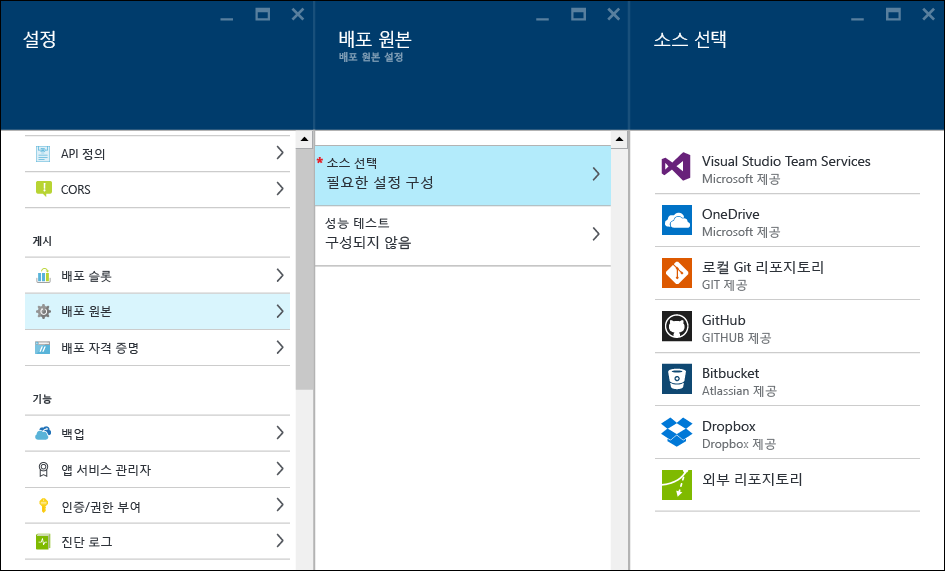 설정
API 정의
CORS
게시
배포 슬롯
배포 원본
배포 자격 증명
기능
백업
앱 서비스 관리자
인증/권한 부여
진단 로그
배포 원본
배포 원본 설정
* 소스 선택
필요한 설정 구성
성능 테스트
구성되지 않음
소스 선택
Visual Studio Team Services
Microsoft 제공
OneDrive
Microsoft 제공
로컬 Git 리포지토리
GIT 제공
GitHub
GITHUB 제공
Bitbucket
Atlassian 제공
Dropbox
Dropbox 제공
외부 리포지토리